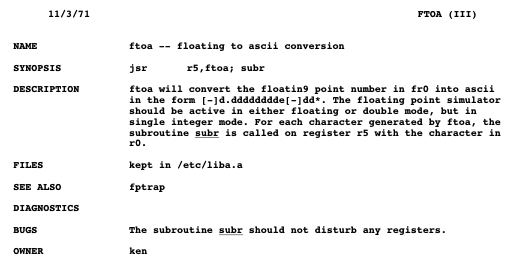 11/3/71 FTOA (III)
NAME ftoa -- floating to ascii conversion
SYNOPSIS jsr r5,ftoa; subr
DESCRIPTION ftoa will convert the floatin9 point number in fr0 into ascii
in the form [-]d.dddddddde[-]dd*. The floating point simulator
should be active in either floating or double mode, but in
single integer mode. For each character generated by ftoa, the
subroutine subr is called on register r5 with the character in
r0.
FILES kept in /etc/liba.a
SEE ALSO fptrap
DIAGNOSTICS
BUGS The subroutine subr should not disturb any registers.
OWNER ken